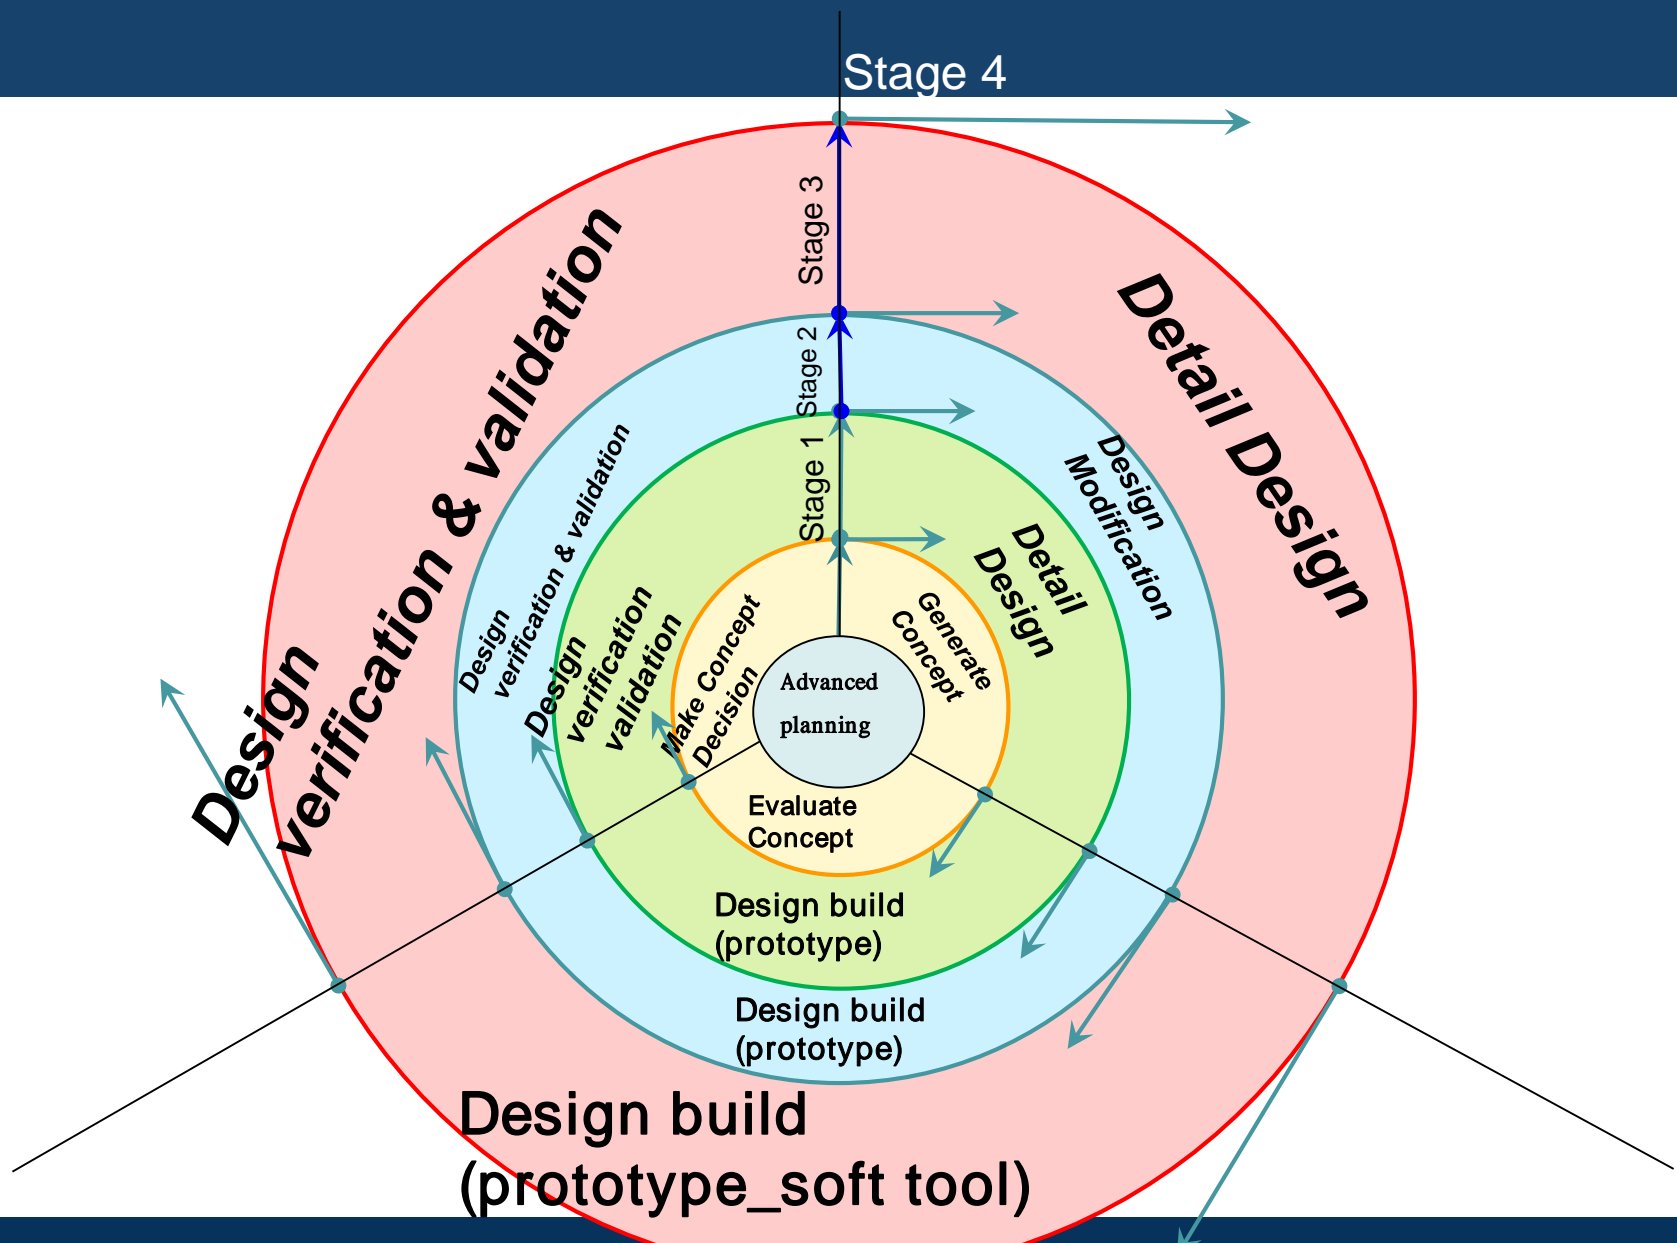 Stage 4
Stage 3
Stage 2
Stage 1
Detail Design
Design
Modification
Detail
Design
Generate
Concept
Advanced
planning
Evaluate
Concept
Make Concept
Decision
Design build
(prototype)
Design
verification
validation
Design build
(prototype)
Design
verification & validation
Design build
(prototype_soft tool)
Design
verification & validation